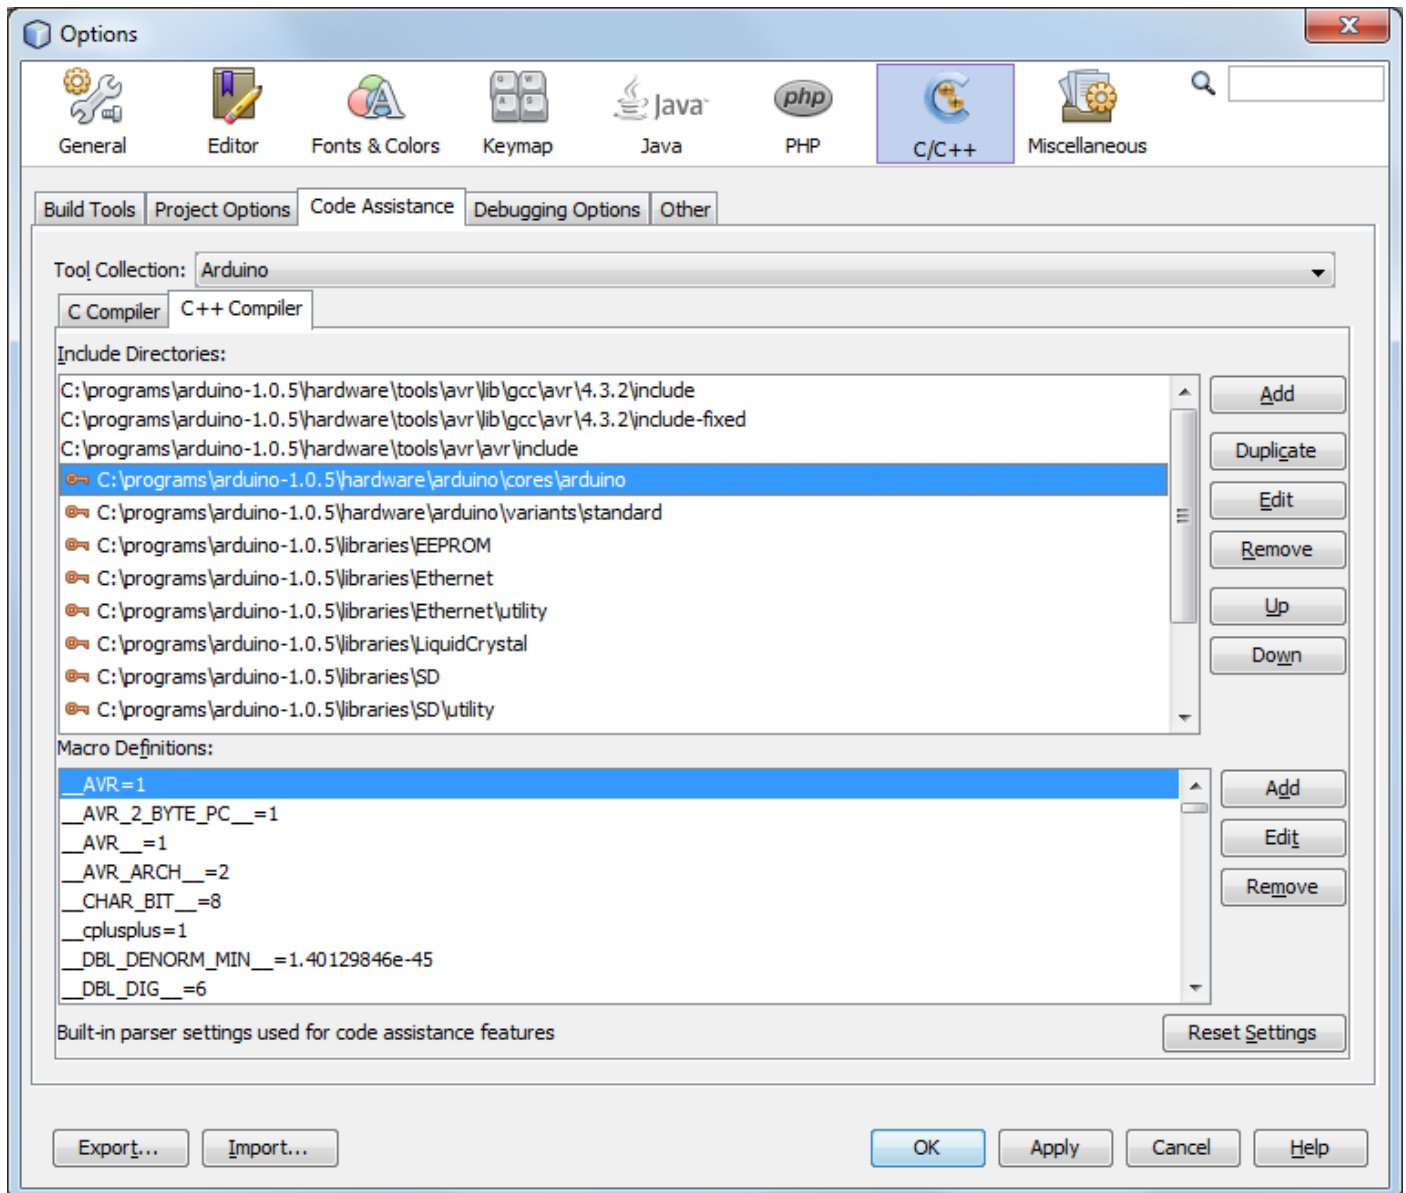 Options
General Editor Fonts & Colors Keymap Java PHP C/C++ Miscellaneous
Java php
Build Tools Project Options Code Assistance Debugging Options Other
Tool Collection: Arduino
C Compiler C++ Compiler
Include Directories:
C:\programs\arduino-1.0.5\hardware\tools\avr\lib\gcc\avr\4.3.2\include
C:\programs\arduino-1.0.5\hardware\tools\avr\lib\gcc\avr\4.3.2\include-fixed
C:\programs\arduino-1.0.5\hardware\tools\avr\avr\include
C:\programs\arduino-1.0.5\hardware\arduino\cores\arduino
C:\programs\arduino-1.0.5\hardware\arduino\variants\standard
C:\programs\arduino-1.0.5\libraries\EEPROM
C:\programs\arduino-1.0.5\libraries\Ethernet
C:\programs\arduino-1.0.5\libraries\Ethernet\utility
C:\programs\arduino-1.0.5\libraries\LiquidCrystal
C:\programs\arduino-1.0.5\libraries\SD
C:\programs\arduino-1.0.5\libraries\SD\utility
Add
Duplicate
Edit
Remove
Up
Down
Macro Definitions:
__AVR=1
__AVR_2_BYTE_PC__=1
__AVR__=1
__AVR_ARCH__=2
__CHAR_BIT__=8
__cplusplus=1
__DBL_DENORM_MIN__=1.40129846e-45
__DBL_DIG__=6
Add
Edit
Remove
Built-in parser settings used for code assistance features
Reset Settings
Export... Import... OK Apply Cancel Help